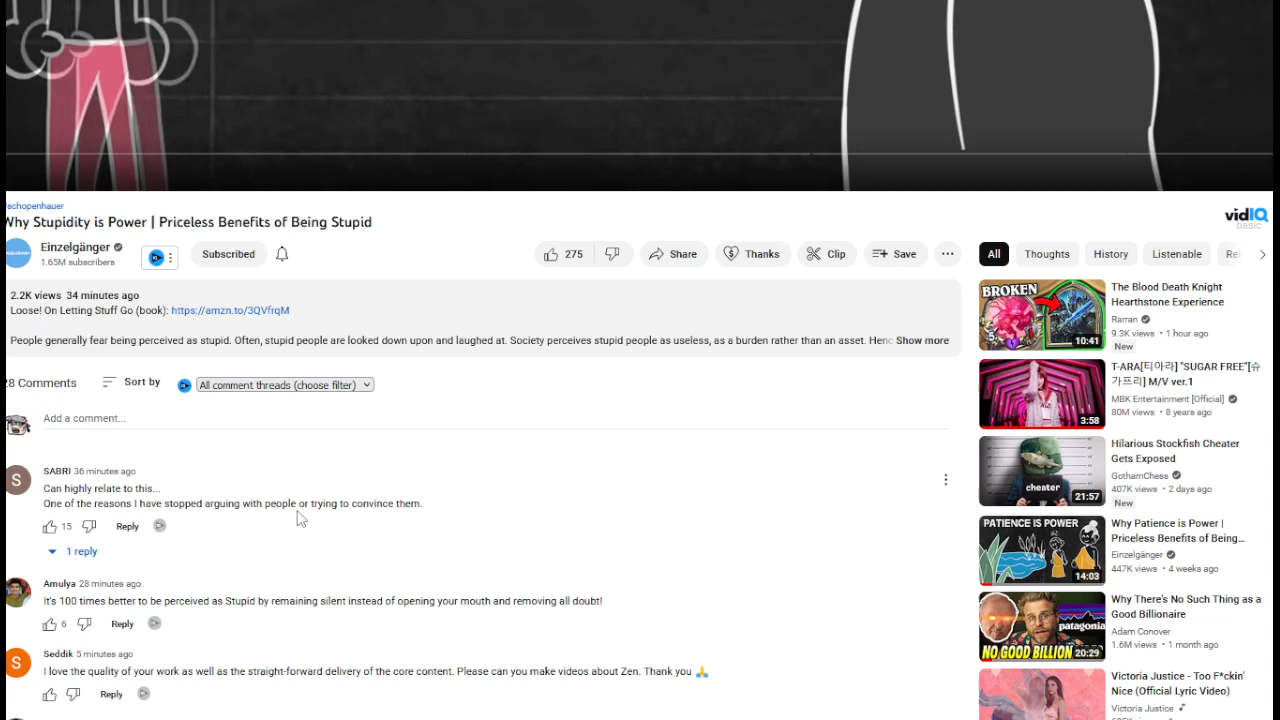 #schopenhauer
Why Stupidity is Power | Priceless Benefits of Being Stupid
vidIQ
basic
Einzelgänger
1.65M subscribers
Subscribed
275
Share
Thanks
Clip
Save
All
Thoughts
History
Listenable
Rel
2.2K views 34 minutes ago
Loose! On Letting Stuff Go (book): https://amzn.to/3QVfrqM
People generally fear being perceived as stupid. Often, stupid people are looked down upon and laughed at. Society perceives stupid people as useless, as a burden rather than an asset. Henc Show more
28 Comments
Sort by
All comment threads (choose filter)
Add a comment...
S
SABRI 36 minutes ago
Can highly relate to this...
One of the reasons I have stopped arguing with people or trying to convince them.
15
Reply
1 reply
Amulya 28 minutes ago
It's 100 times better to be perceived as Stupid by remaining silent instead of opening your mouth and removing all doubt!
6
Reply
S
Seddik 5 minutes ago
I love the quality of your work as well as the straight-forward delivery of the core content. Please can you make videos about Zen. Thank you 🙏
Reply
BROKEN
10:41
The Blood Death Knight
Hearthstone Experience
Rarran
9.3K views • 1 hour ago
New
3:58
T-ARA[티아라] "SUGAR FREE"[슈
가프리] M/V ver.1
MBK Entertainment [Official]
80M views • 8 years ago
cheater
21:57
Hilarious Stockfish Cheater
Gets Exposed
GothamChess
407K views • 2 days ago
New
PATIENCE IS POWER
14:03
Why Patience is Power |
Priceless Benefits of Being...
Einzelgänger
447K views • 4 weeks ago
patagonia
NO GOOD BILLION
20:29
Why There's No Such Thing as a
Good Billionaire
Adam Conover
1.6M views • 1 month ago
Victoria Justice - Too F*ckin'
Nice (Official Lyric Video)
Victoria Justice